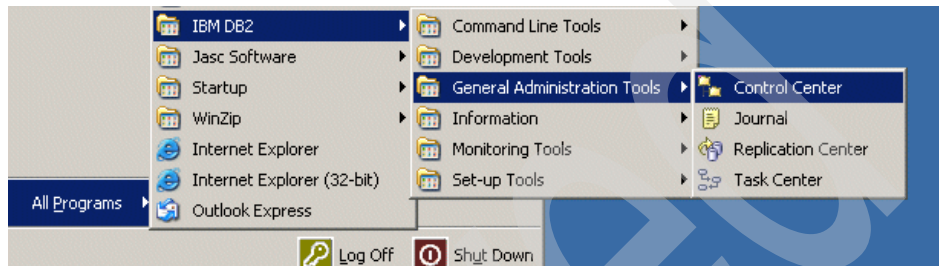 IBM DB2
Jasc Software
Startup
WinZip
Internet Explorer
Internet Explorer (32-bit)
Outlook Express
All Programs
Log Off
Shut Down
Command Line Tools
Development Tools
General Administration Tools
Information
Monitoring Tools
Set-up Tools
Control Center
Journal
Replication Center
Task Center